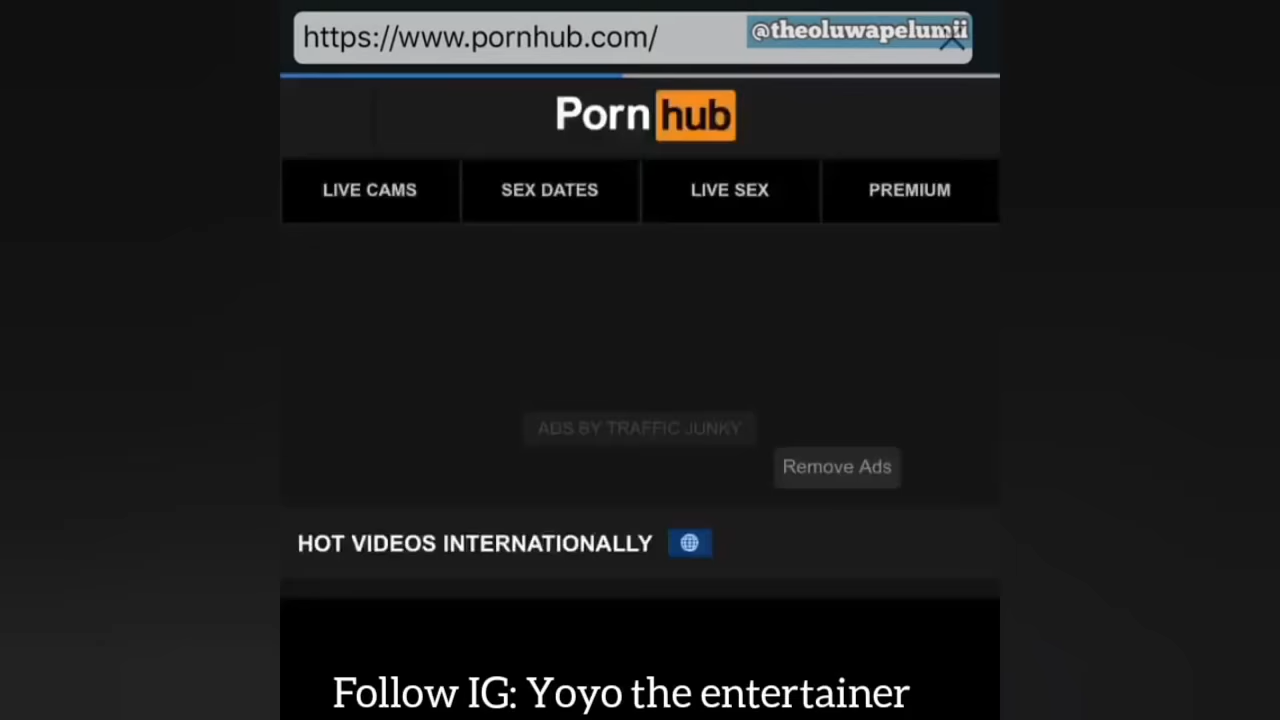 https://www.pornhub.com/
@theoluwapelumii
Porn hub
LIVE CAMS
SEX DATES
LIVE SEX
PREMIUM
ADS BY TRAFFIC JUNKY
Remove Ads
HOT VIDEOS INTERNATIONALLY
Follow IG: Yoyo the entertainer